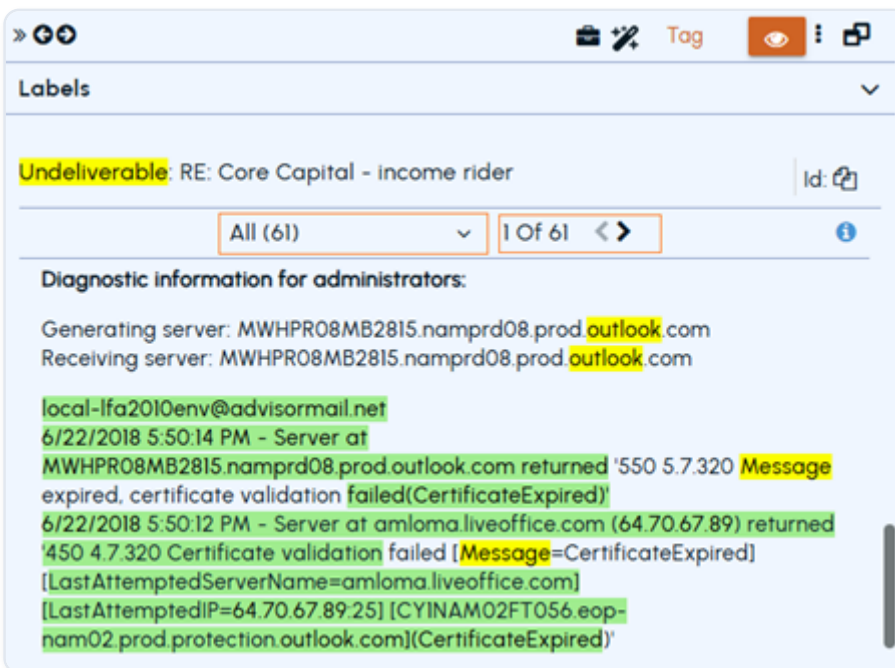 Tag
Labels
Undeliverable: RE: Core Capital - income rider
Id:
All (61)
1 Of 61
Diagnostic information for administrators:
Generating server: MWHPR08MB2815.namprd08.prod.outlook.com
Receiving server: MWHPR08MB2815.namprd08.prod.outlook.com
local-lfa2010env@advisormail.net
6/22/2018 5:50:14 PM - Server at
MWHPR08MB2815.namprd08.prod.outlook.com returned '550 5.7.320 Message
expired, certificate validation failed(CertificateExpired)'
6/22/2018 5:50:12 PM - Server at amloma.liveoffice.com (64.70.67.89) returned
'450 4.7.320 Certificate validation failed [Message=CertificateExpired]
[LastAttemptedServerName=amloma.liveoffice.com]
[LastAttemptedIP=64.70.67.89:25] [CY1NAM02FT056.eop-
nam02.prod.protection.outlook.com](CertificateExpired)'